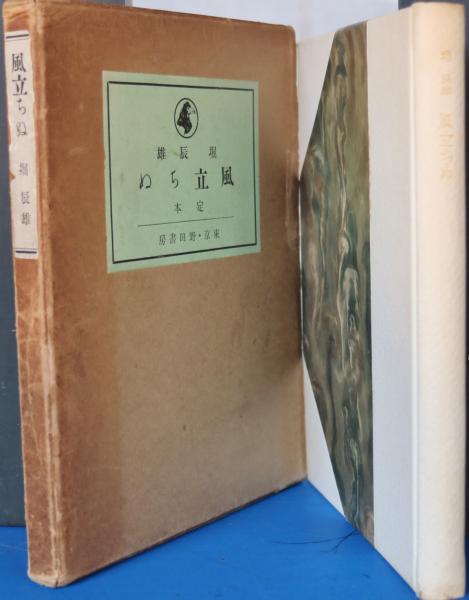 風立ちぬ 堀辰雄
堀辰雄
風立ちぬ
定本
東京・野田書房
堀辰雄 風立ちぬ